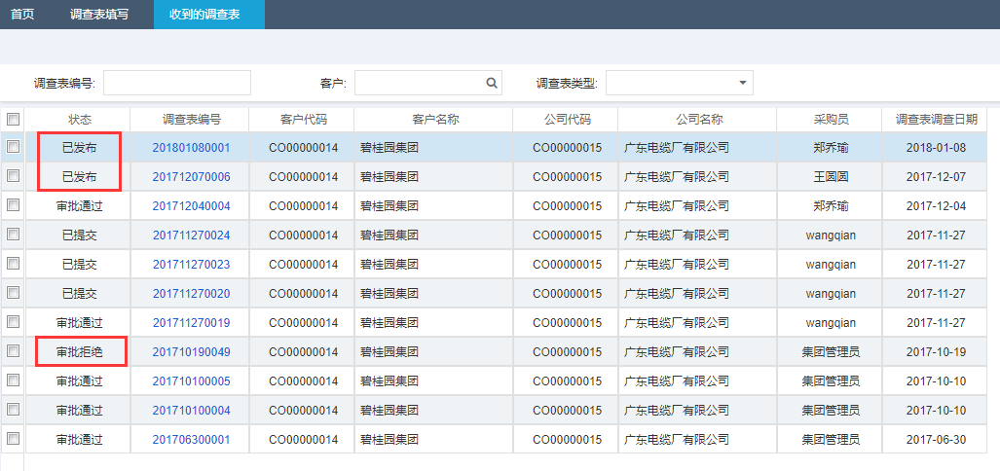 首页 调查表填写 收到的调查表
调查表编号: 客户: 调查表类型:
状态 调查表编号 客户代码 客户名称 公司代码 公司名称 采购员 调查表调查日期
已发布 201801080001 CO00000014 碧桂园集团 CO00000015 广东电缆厂有限公司 郑乔瑜 2018-01-08
已发布 201712070006 CO00000014 碧桂园集团 CO00000015 广东电缆厂有限公司 王圆圆 2017-12-07
审批通过 201712040004 CO00000014 碧桂园集团 CO00000015 广东电缆厂有限公司 郑乔瑜 2017-12-04
已提交 201711270024 CO00000014 碧桂园集团 CO00000015 广东电缆厂有限公司 wangqian 2017-11-27
已提交 201711270023 CO00000014 碧桂园集团 CO00000015 广东电缆厂有限公司 wangqian 2017-11-27
已提交 201711270020 CO00000014 碧桂园集团 CO00000015 广东电缆厂有限公司 wangqian 2017-11-27
审批通过 201711270019 CO00000014 碧桂园集团 CO00000015 广东电缆厂有限公司 wangqian 2017-11-27
审批拒绝 201710190049 CO00000014 碧桂园集团 CO00000015 广东电缆厂有限公司 集团管理员 2017-10-19
审批通过 201710100005 CO00000014 碧桂园集团 CO00000015 广东电缆厂有限公司 集团管理员 2017-10-10
审批通过 201710100004 CO00000014 碧桂园集团 CO00000015 广东电缆厂有限公司 集团管理员 2017-10-10
审批通过 201706300001 CO00000014 碧桂园集团 CO00000015 广东电缆厂有限公司 集团管理员 2017-06-30